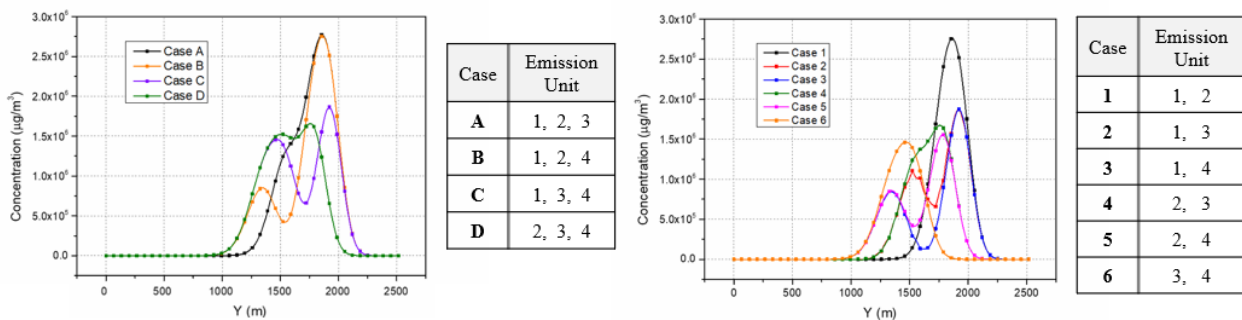 3.0x10⁶
2.5x10⁶
2.0x10⁶
1.5x10⁶
1.0x10⁶
5.0x10⁵
0.0
Concentration (μg/m³)
Case A
Case B
Case C
Case D
0 500 1000 1500 2000 2500
Y (m)
Case Emission Unit
A 1, 2, 3
B 1, 2, 4
C 1, 3, 4
D 2, 3, 4
3.0x10⁶
2.5x10⁶
2.0x10⁶
1.5x10⁶
1.0x10⁶
5.0x10⁵
0.0
Concentration (μg/m³)
Case 1
Case 2
Case 3
Case 4
Case 5
Case 6
0 500 1000 1500 2000 2500
Y (m)
Case Emission Unit
1 1, 2
2 1, 3
3 1, 4
4 2, 3
5 2, 4
6 3, 4